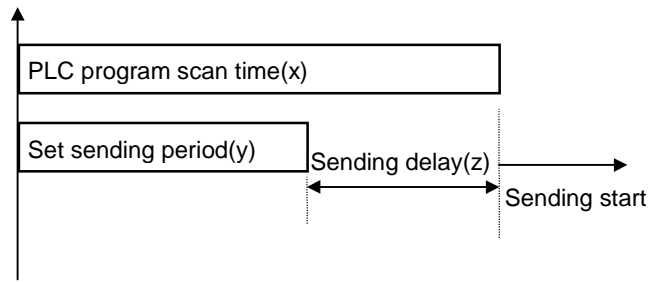 PLC program scan time(x)
Set sending period(y)
Sending delay(z)
Sending start